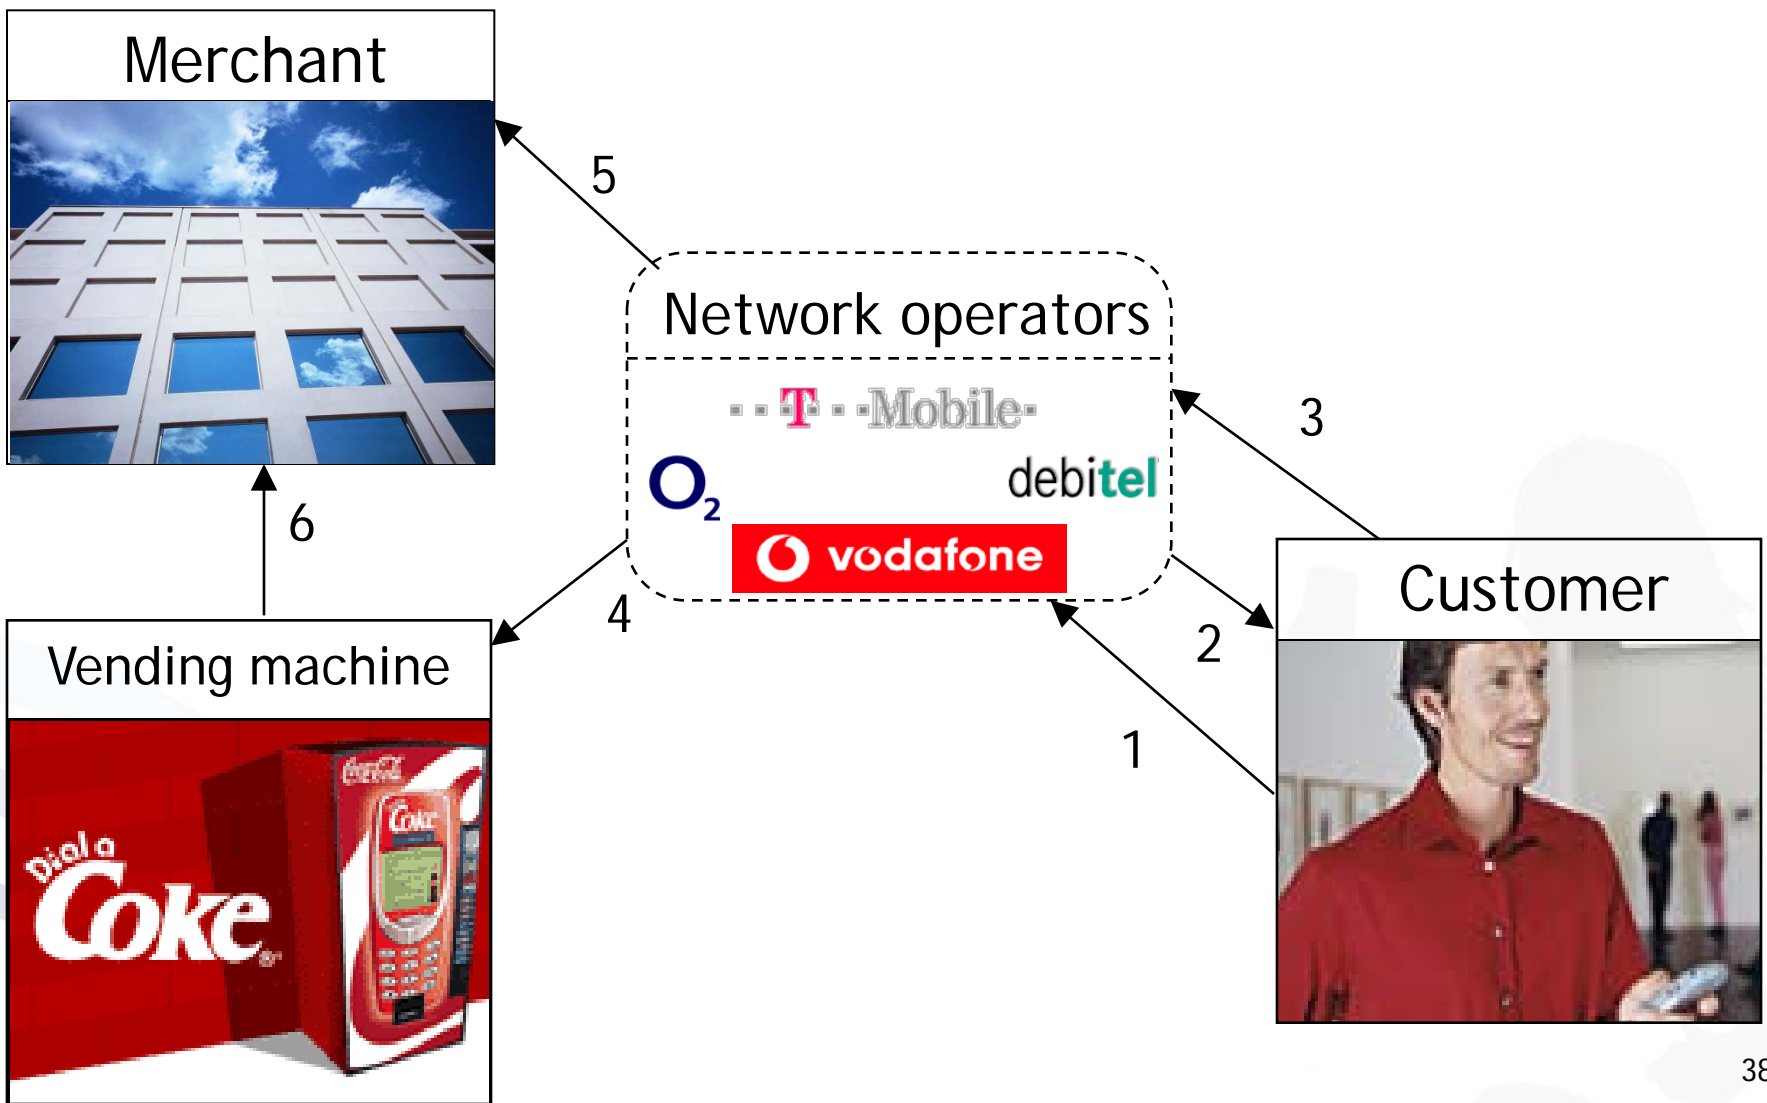 Merchant
5
Network operators
T Mobile
3
O2
debitel
6
vodafone
Customer
4
2
Vending machine
1
Coca-Cola
Coke
Dial a
Coke
38